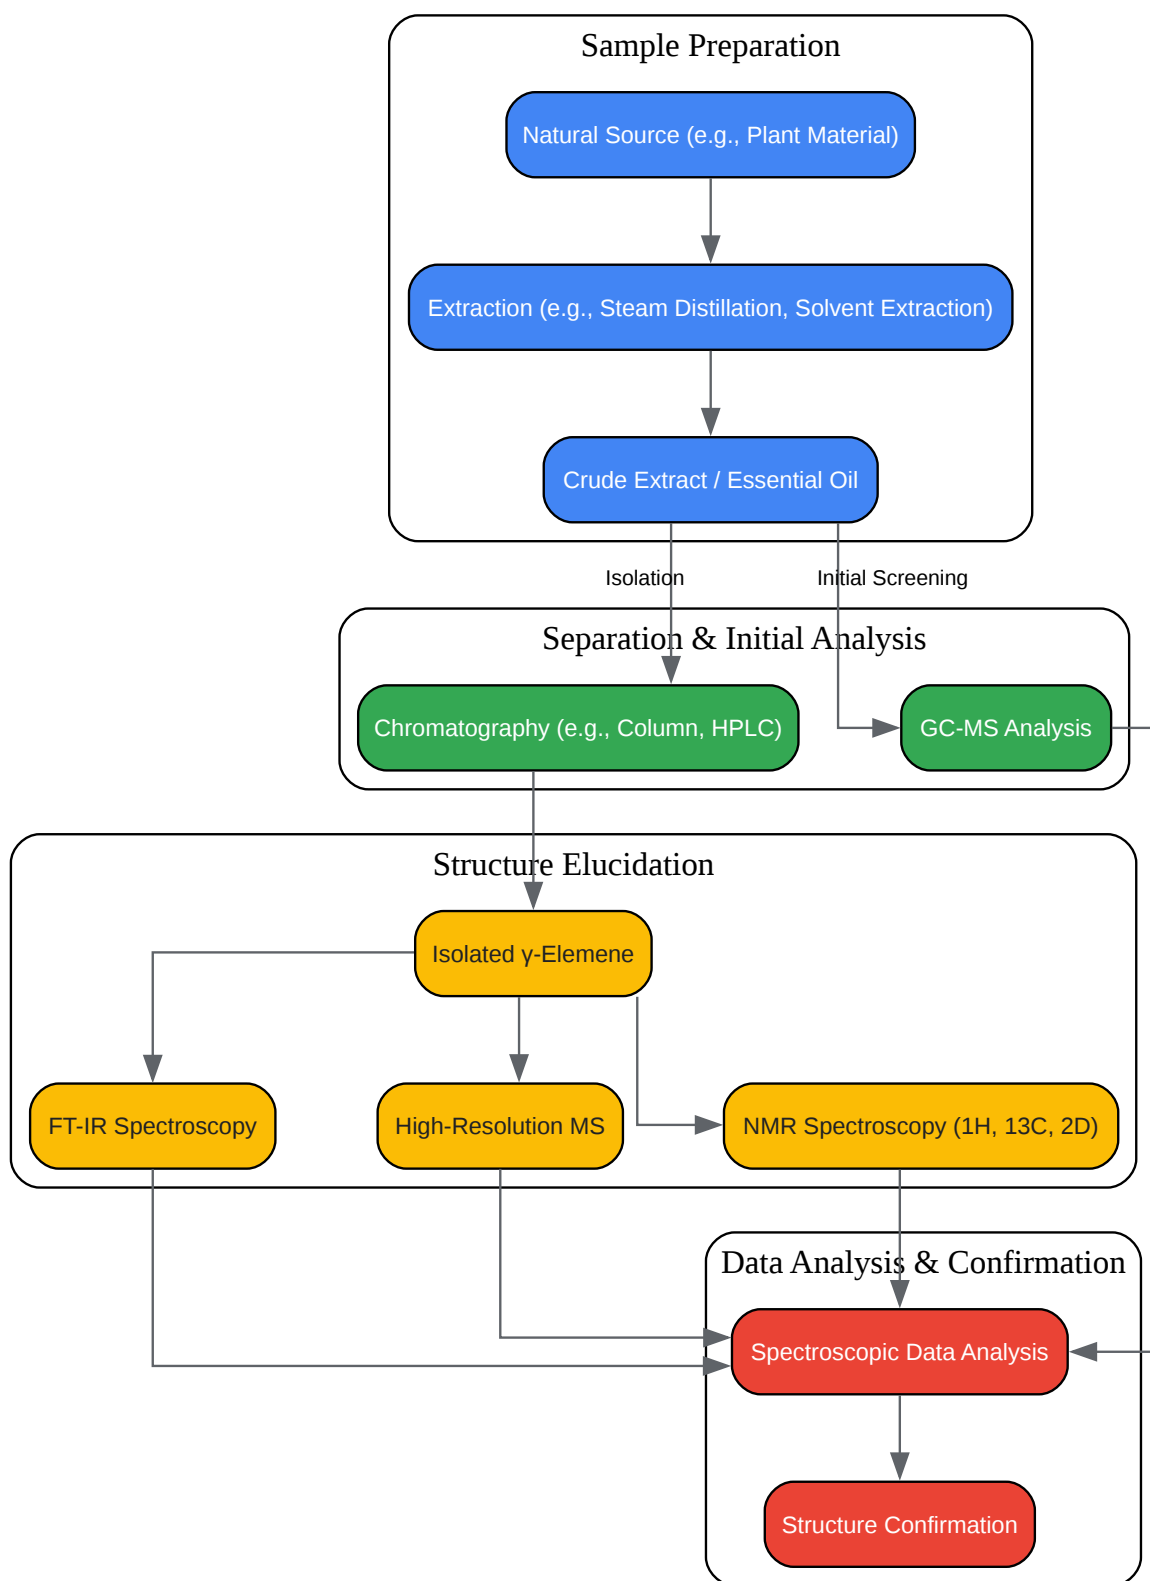 Sample Preparation
Natural Source (e.g., Plant Material)
Extraction (e.g., Steam Distillation, Solvent Extraction)
Crude Extract / Essential Oil
Isolation
Initial Screening
Separation & Initial Analysis
Chromatography (e.g., Column, HPLC)
GC-MS Analysis
Structure Elucidation
Isolated γ-Elemene
FT-IR Spectroscopy
High-Resolution MS
NMR Spectroscopy (1H, 13C, 2D)
Data Analysis & Confirmation
Spectroscopic Data Analysis
Structure Confirmation